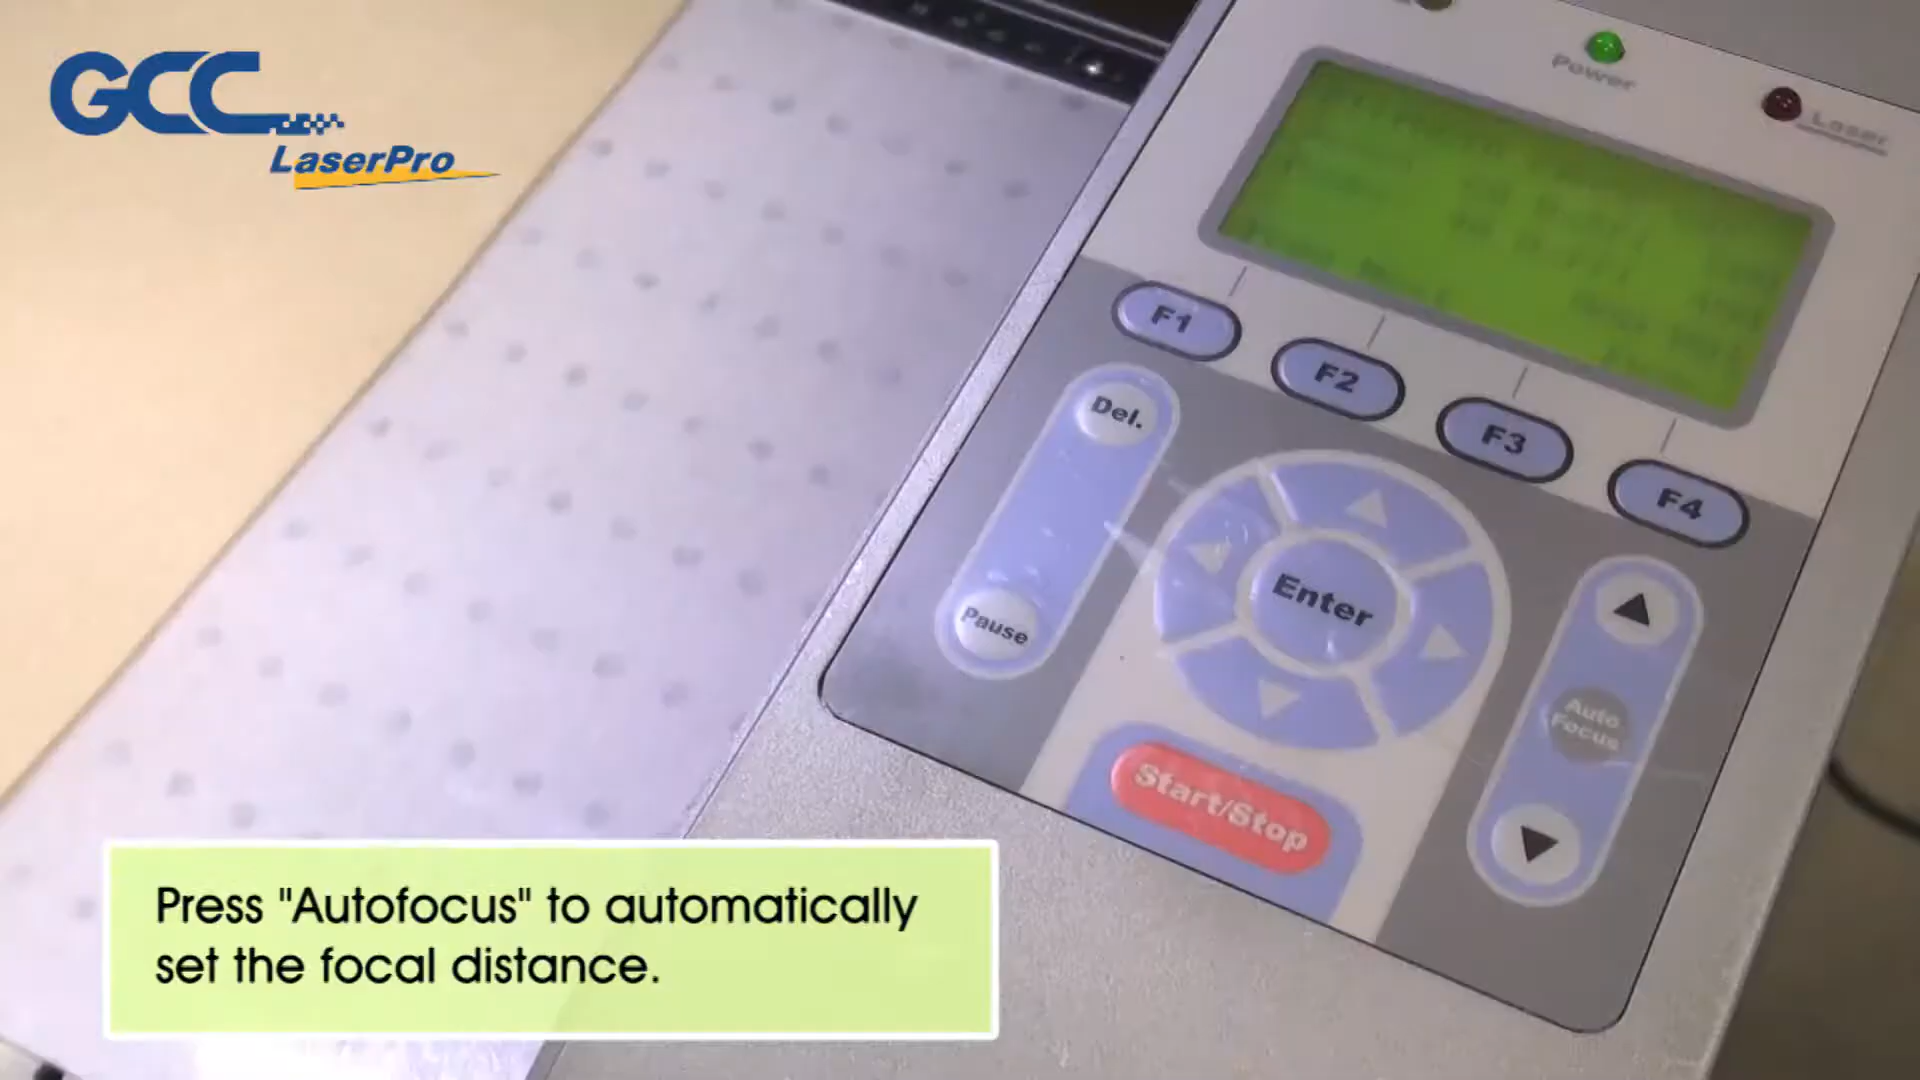 GCC
LaserPro
Power
Laser
F1
F2
F3
F4
Del.
Pause
Enter
Auto
Focus
Start/Stop
Press "Autofocus" to automatically
set the focal distance.